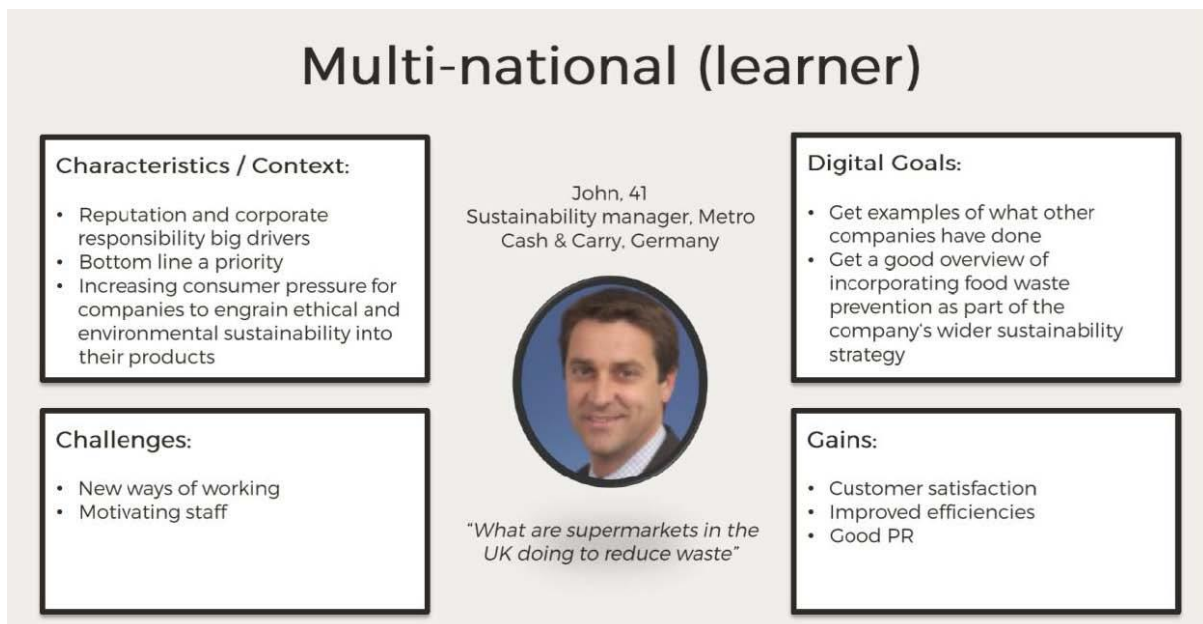 Multi-national (learner)
Characteristics / Context:
• Reputation and corporate
responsibility big drivers
• Bottom line a priority
• Increasing consumer pressure for
companies to engrain ethical and
environmental sustainability into
their products
Challenges:
• New ways of working
• Motivating staff
John, 41
Sustainability manager, Metro
Cash & Carry, Germany
"What are supermarkets in the
UK doing to reduce waste"
Digital Goals:
• Get examples of what other
companies have done
• Get a good overview of
incorporating food waste
prevention as part of the
company's wider sustainability
strategy
Gains:
• Customer satisfaction
• Improved efficiencies
• Good PR